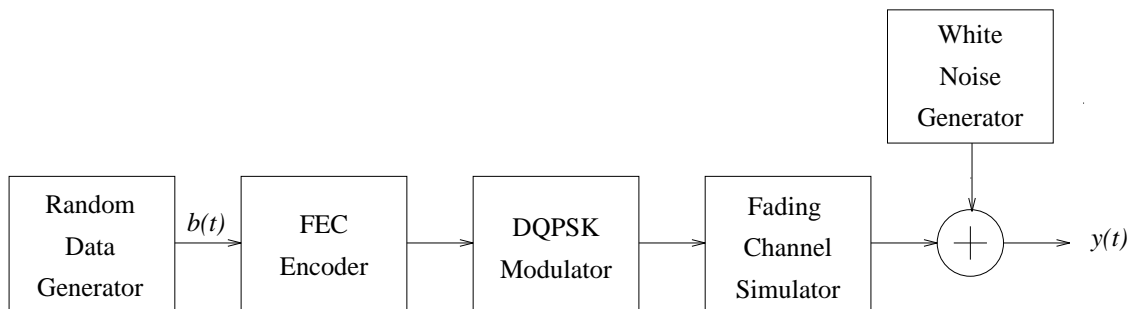 White
Noise
Generator
Random
Data
Generator
b(t)
FEC
Encoder
DQPSK
Modulator
Fading
Channel
Simulator
y(t)